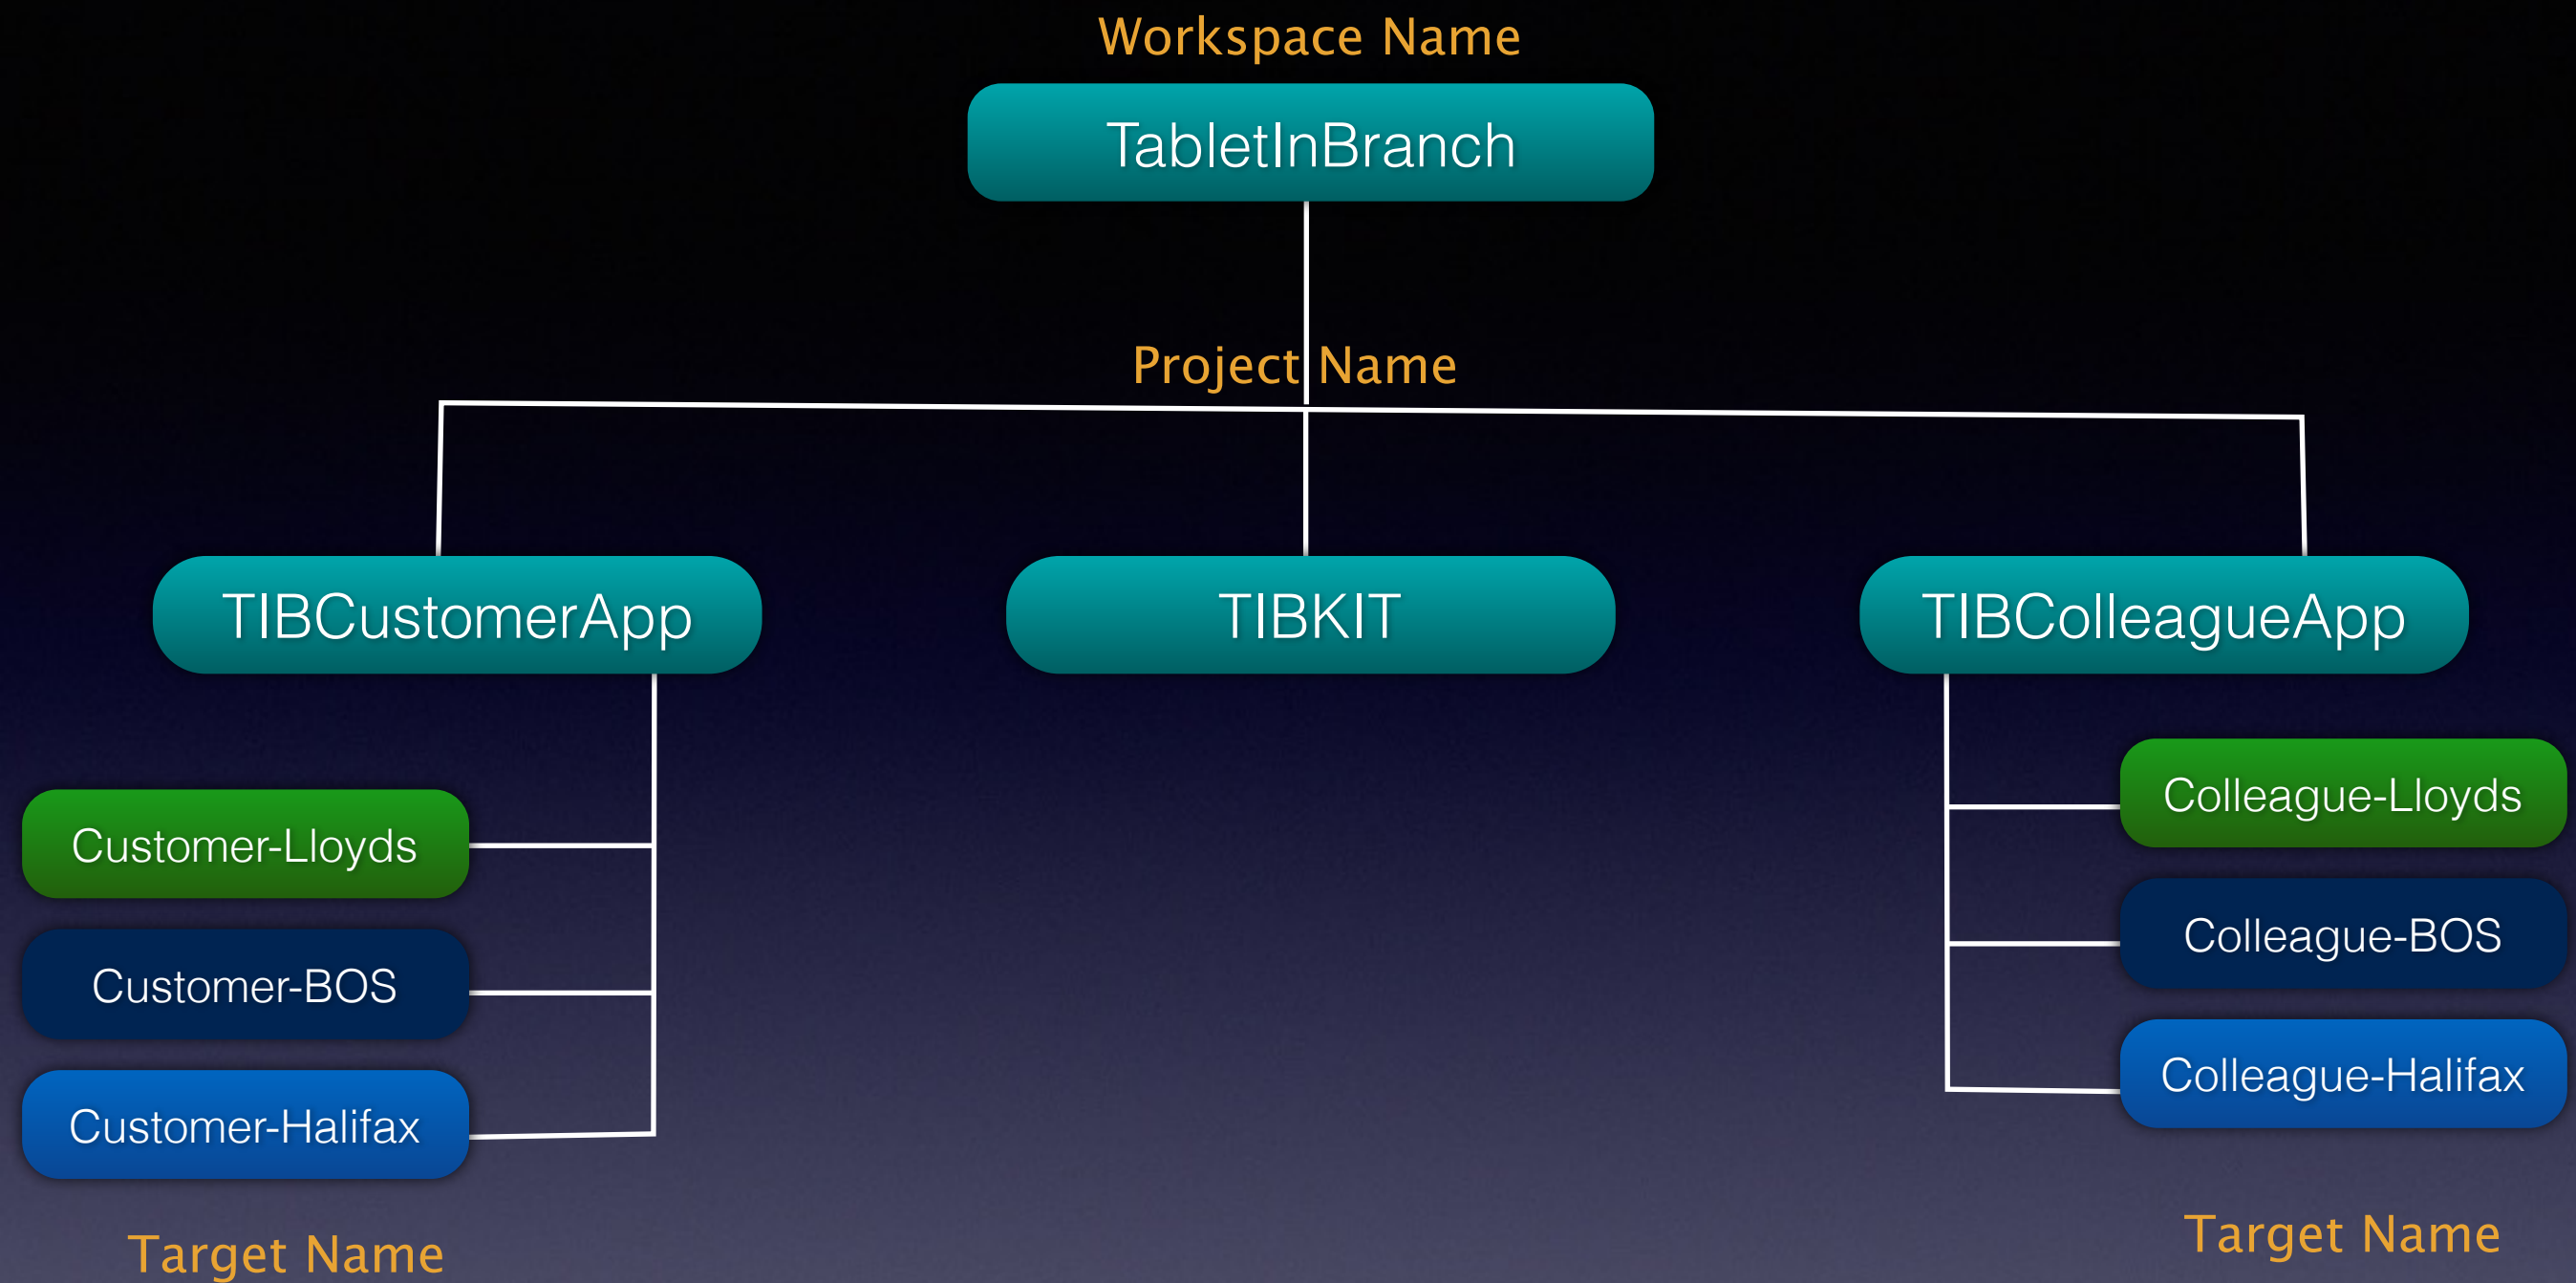 Workspace Name
TabletInBranch
Project Name
TIBCustomerApp
TIBKIT
TIBColleagueApp
Customer-Lloyds
Customer-BOS
Customer-Halifax
Target Name
Colleague-Lloyds
Colleague-BOS
Colleague-Halifax
Target Name